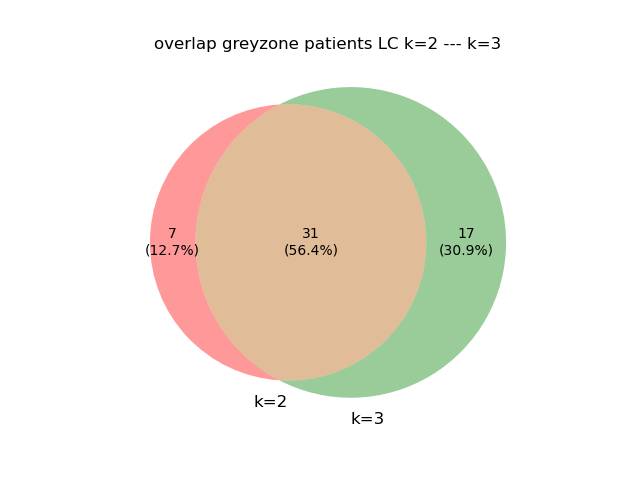 overlap greyzone patients LC k=2 --- k=3
7
(12.7%)
31
(56.4%)
17
(30.9%)
k=2
k=3